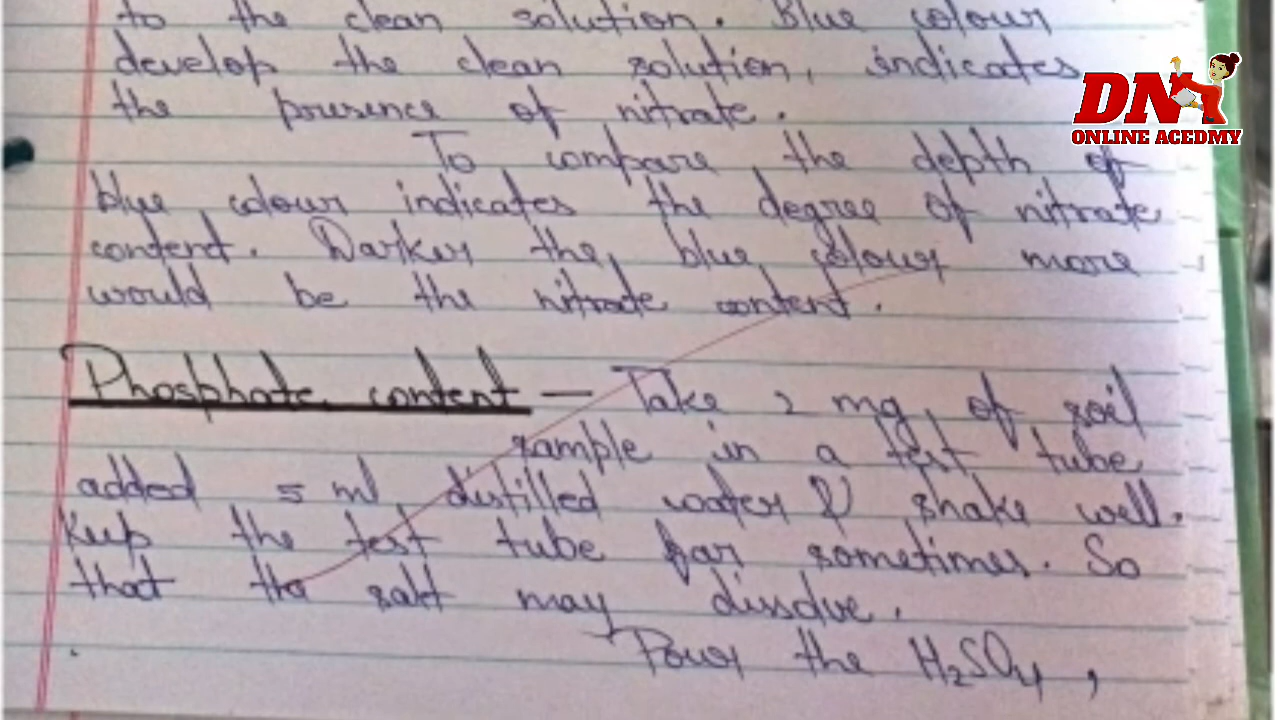 to the clean solution. Blue colour
develop the clean solution, indicates
the presence of nitrate.
To compare the depth of
blue colour indicates the degree of nitrate
content. Darker the blue colour more
would be the nitrate content.
Phosphate content — Take 2 mg of soil
sample in a test tube
added 5 ml distilled water & shake well.
Keep the test tube for sometimes. So
that the salt may dissolve.
Pour the H₂SO₄,
DN
ONLINE ACEDMY